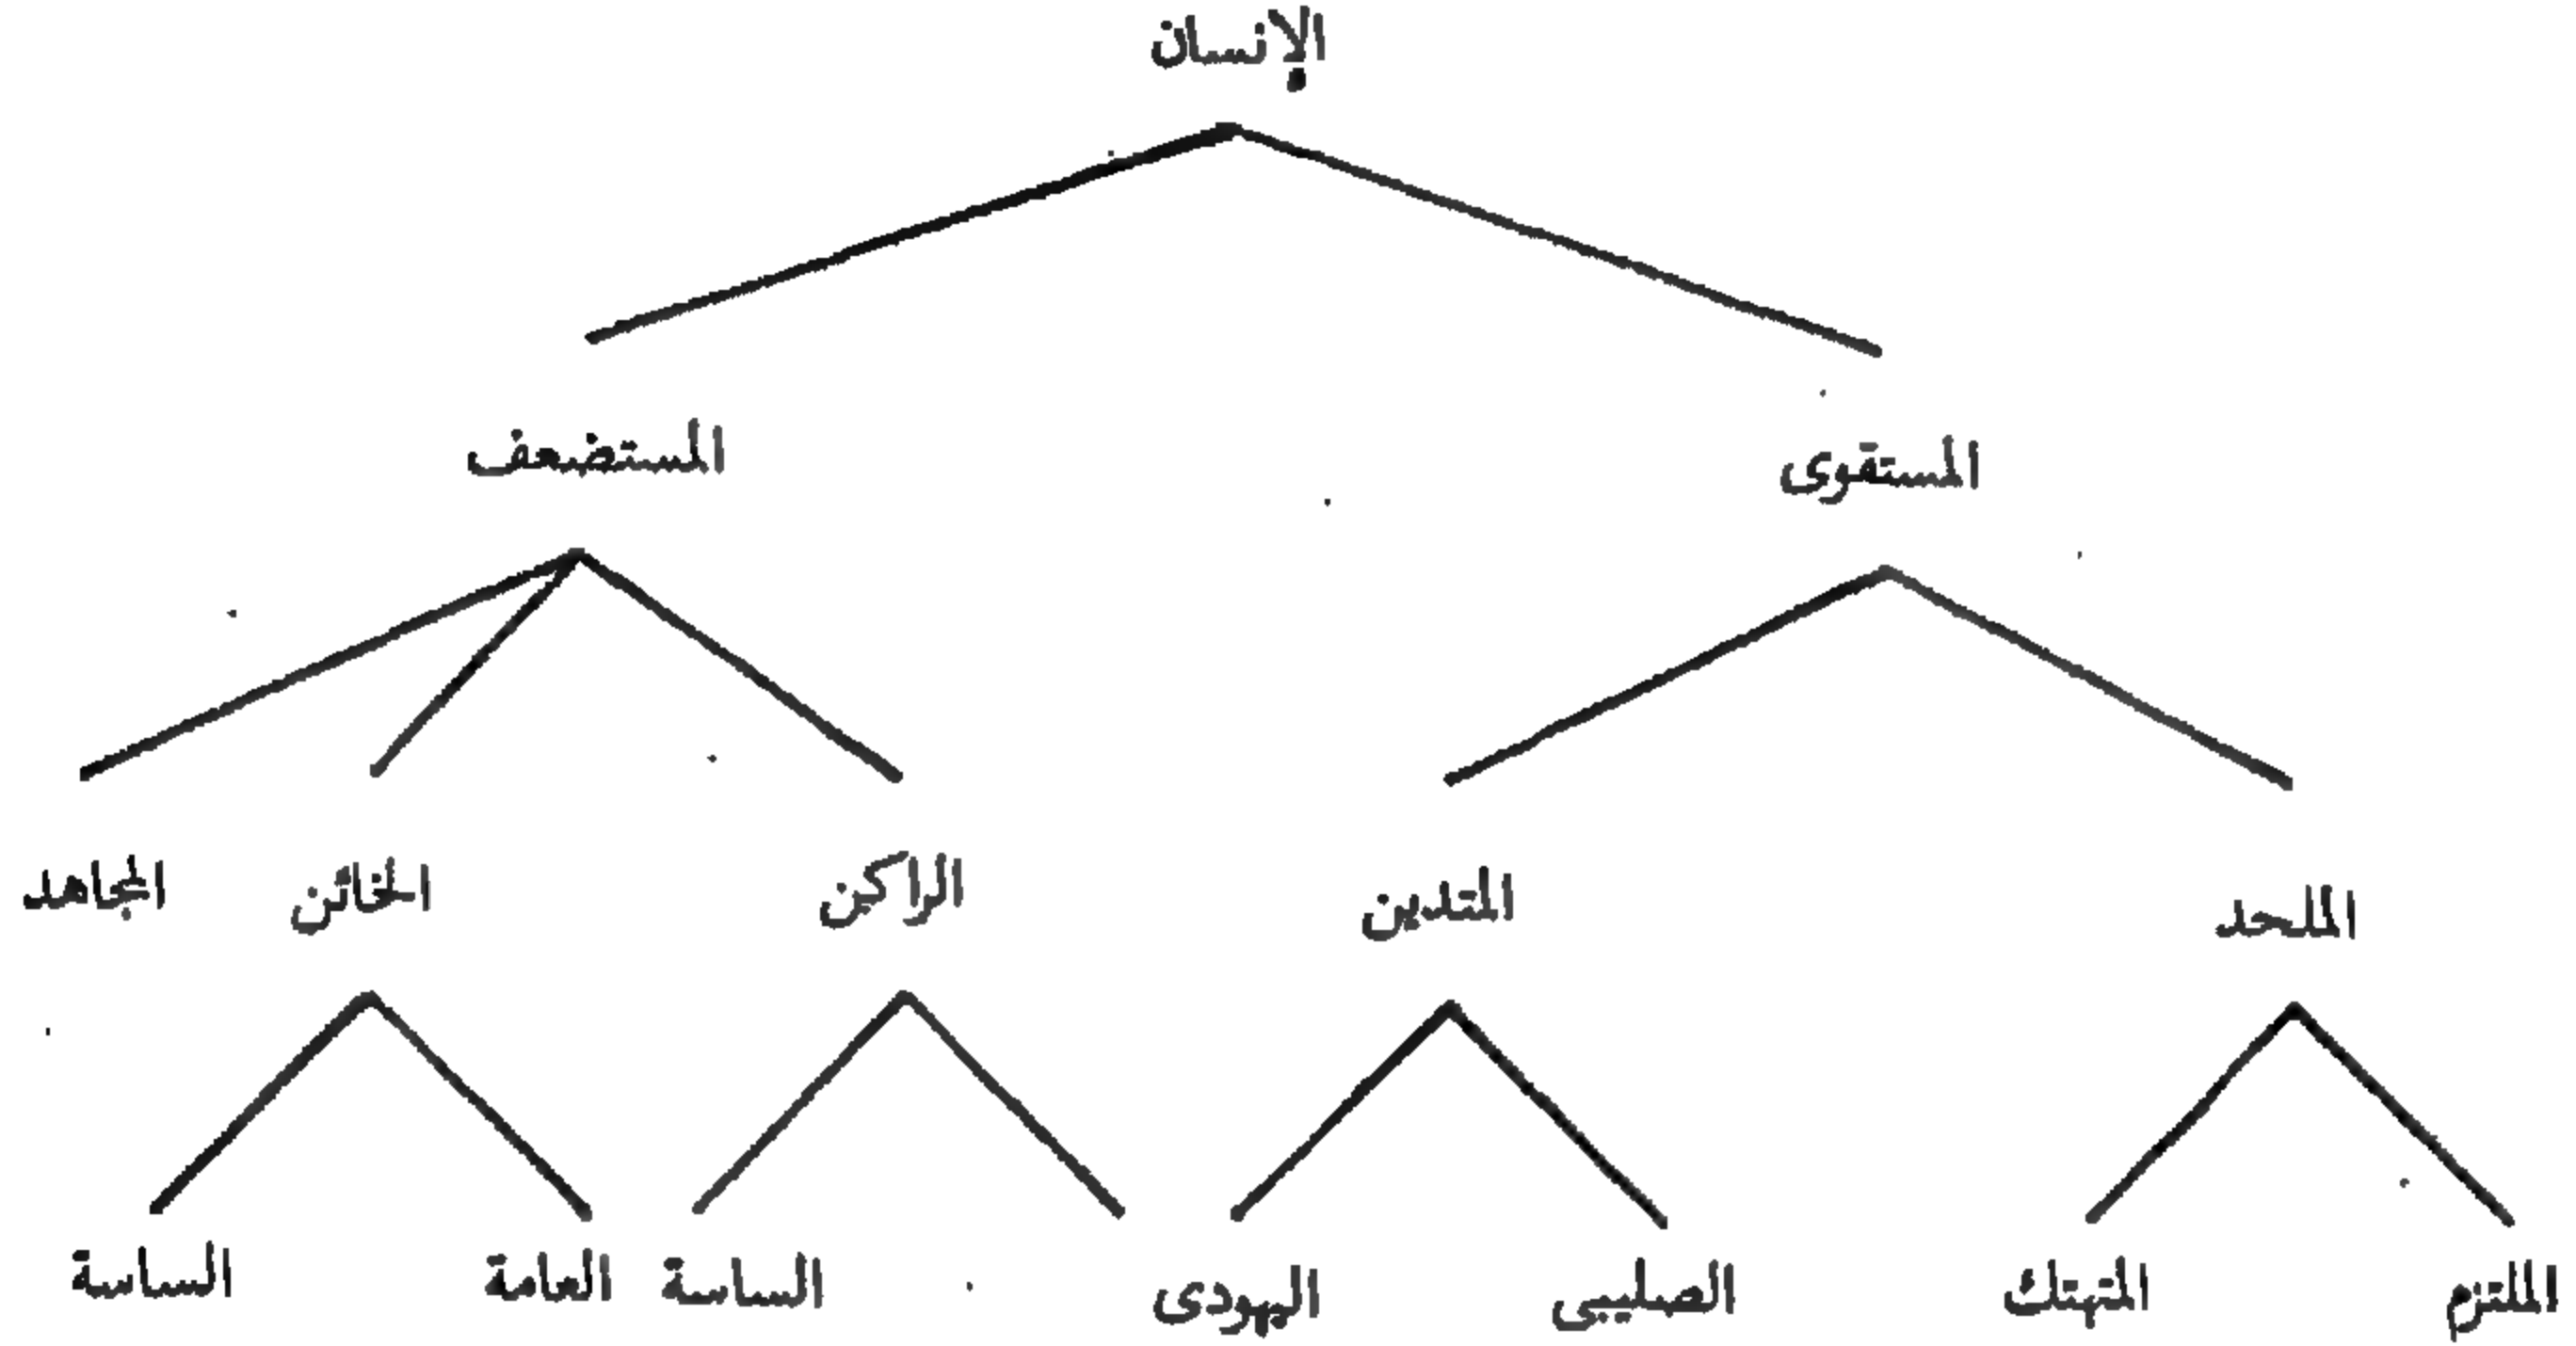 الإنسان
المستقوى المستضعف
الملحد المتدين الراكن الخائن المجاهد
الملتزم المتهتك الصليبى اليهودى الساسة العامة الساسة